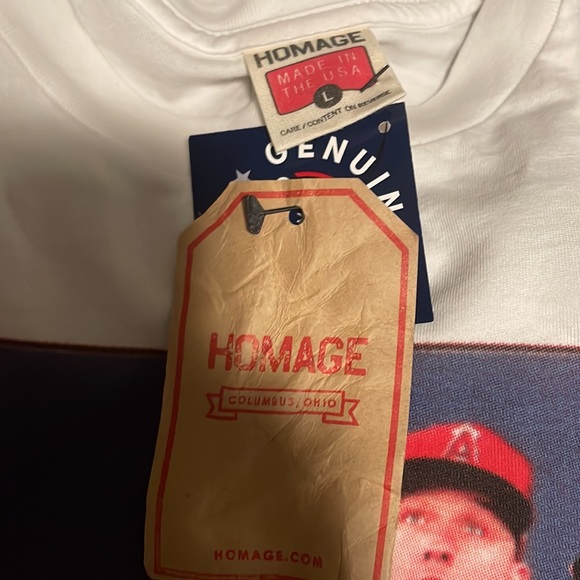 HOMAGE
MADE IN
THE USA
L
CARE/CONTENT ON REVERSE
GENUIN
HOMAGE
COLUMBUS, OHIO
HOMAGE.COM
A